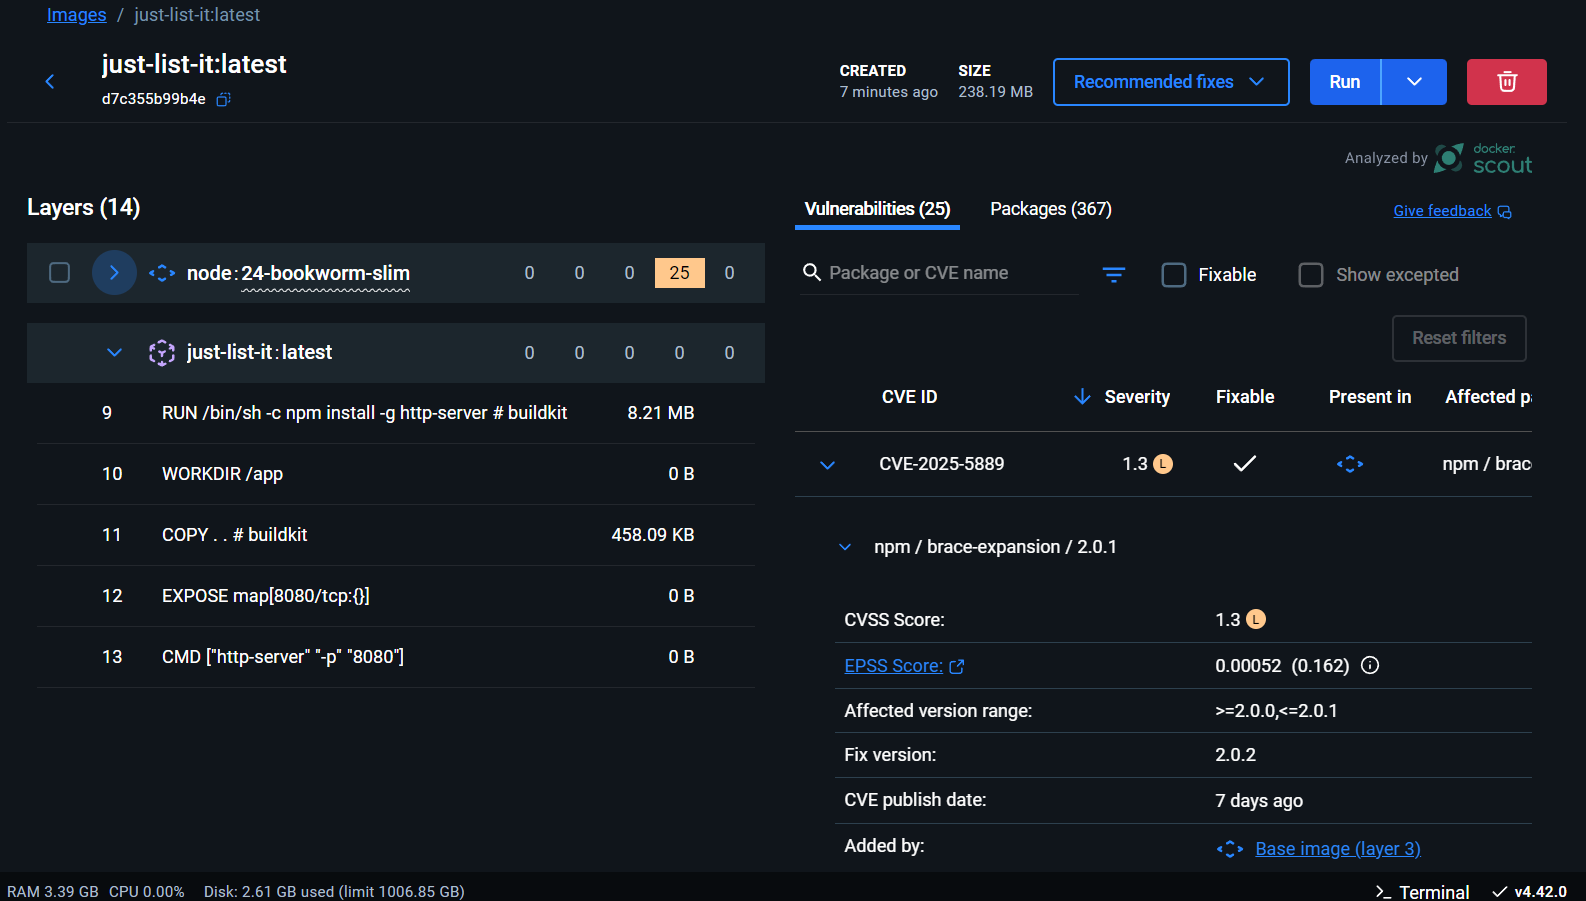 Images / just-list-it:latest
just-list-it:latest
d7c355b99b4e
CREATED
7 minutes ago
SIZE
238.19 MB
Recommended fixes
Run
Analyzed by docker scout
Layers (14)
node:24-bookworm-slim 0 0 0 25 0
just-list-it:latest 0 0 0 0 0
9 RUN /bin/sh -c npm install -g http-server # buildkit 8.21 MB
10 WORKDIR /app 0 B
11 COPY . . # buildkit 458.09 KB
12 EXPOSE map[8080/tcp:{}] 0 B
13 CMD ["http-server" "-p" "8080"] 0 B
Vulnerabilities (25) Packages (367) Give feedback
Package or CVE name Fixable Show excepted
Reset filters
CVE ID Severity Fixable Present in Affected pa
CVE-2025-5889 1.3 L npm / brac
npm / brace-expansion / 2.0.1
CVSS Score: 1.3 L
EPSS Score: 0.00052 (0.162)
Affected version range: >=2.0.0,<=2.0.1
Fix version: 2.0.2
CVE publish date: 7 days ago
Added by: Base image (layer 3)
RAM 3.39 GB CPU 0.00% Disk: 2.61 GB used (limit 1006.85 GB) >_ Terminal v4.42.0